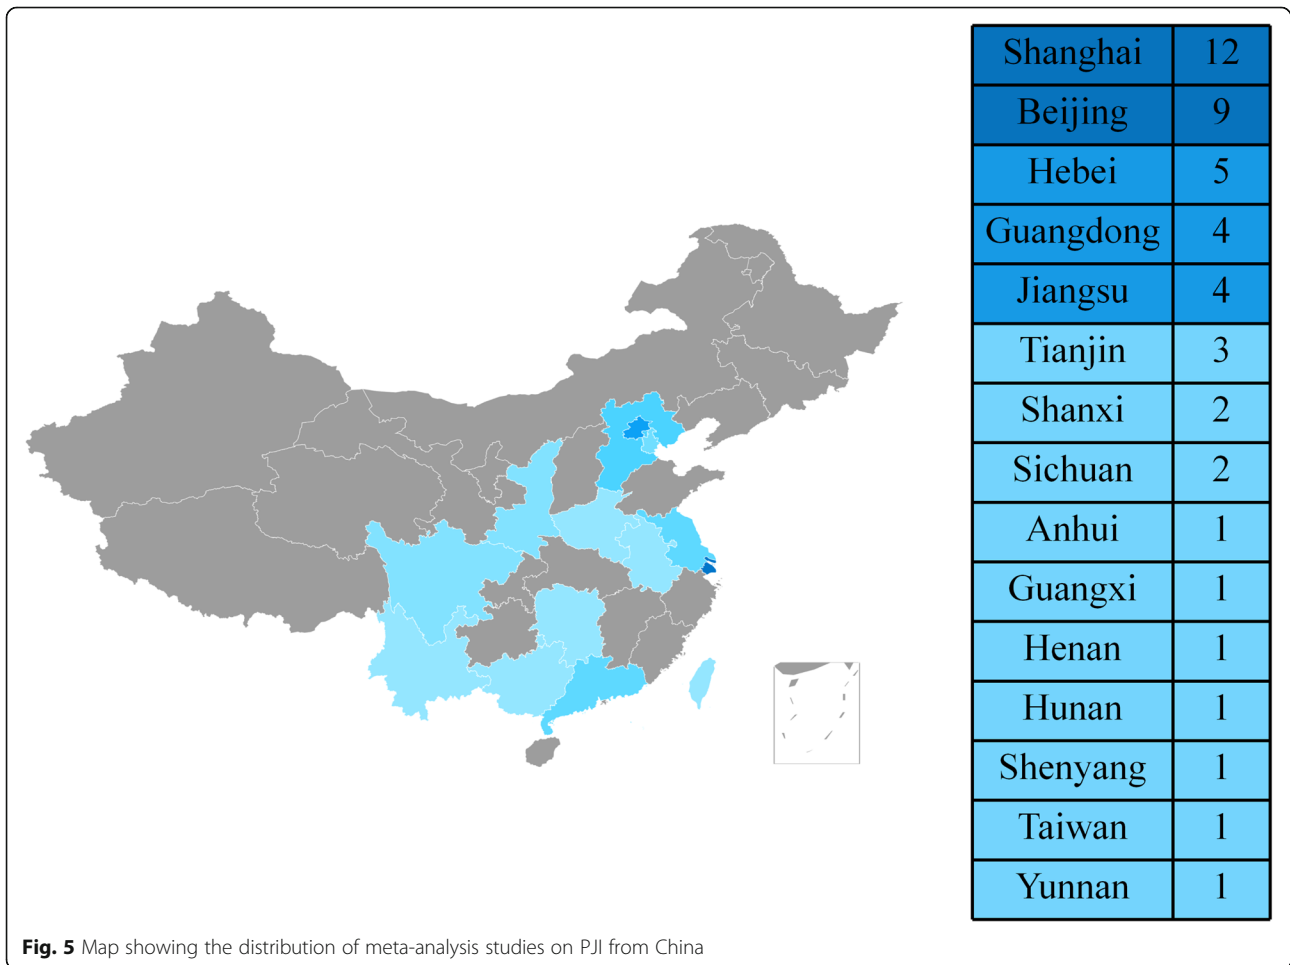 Shanghai 12
Beijing 9
Hebei 5
Guangdong 4
Jiangsu 4
Tianjin 3
Shanxi 2
Sichuan 2
Anhui 1
Guangxi 1
Henan 1
Hunan 1
Shenyang 1
Taiwan 1
Yunnan 1
Fig. 5 Map showing the distribution of meta-analysis studies on PJI from China